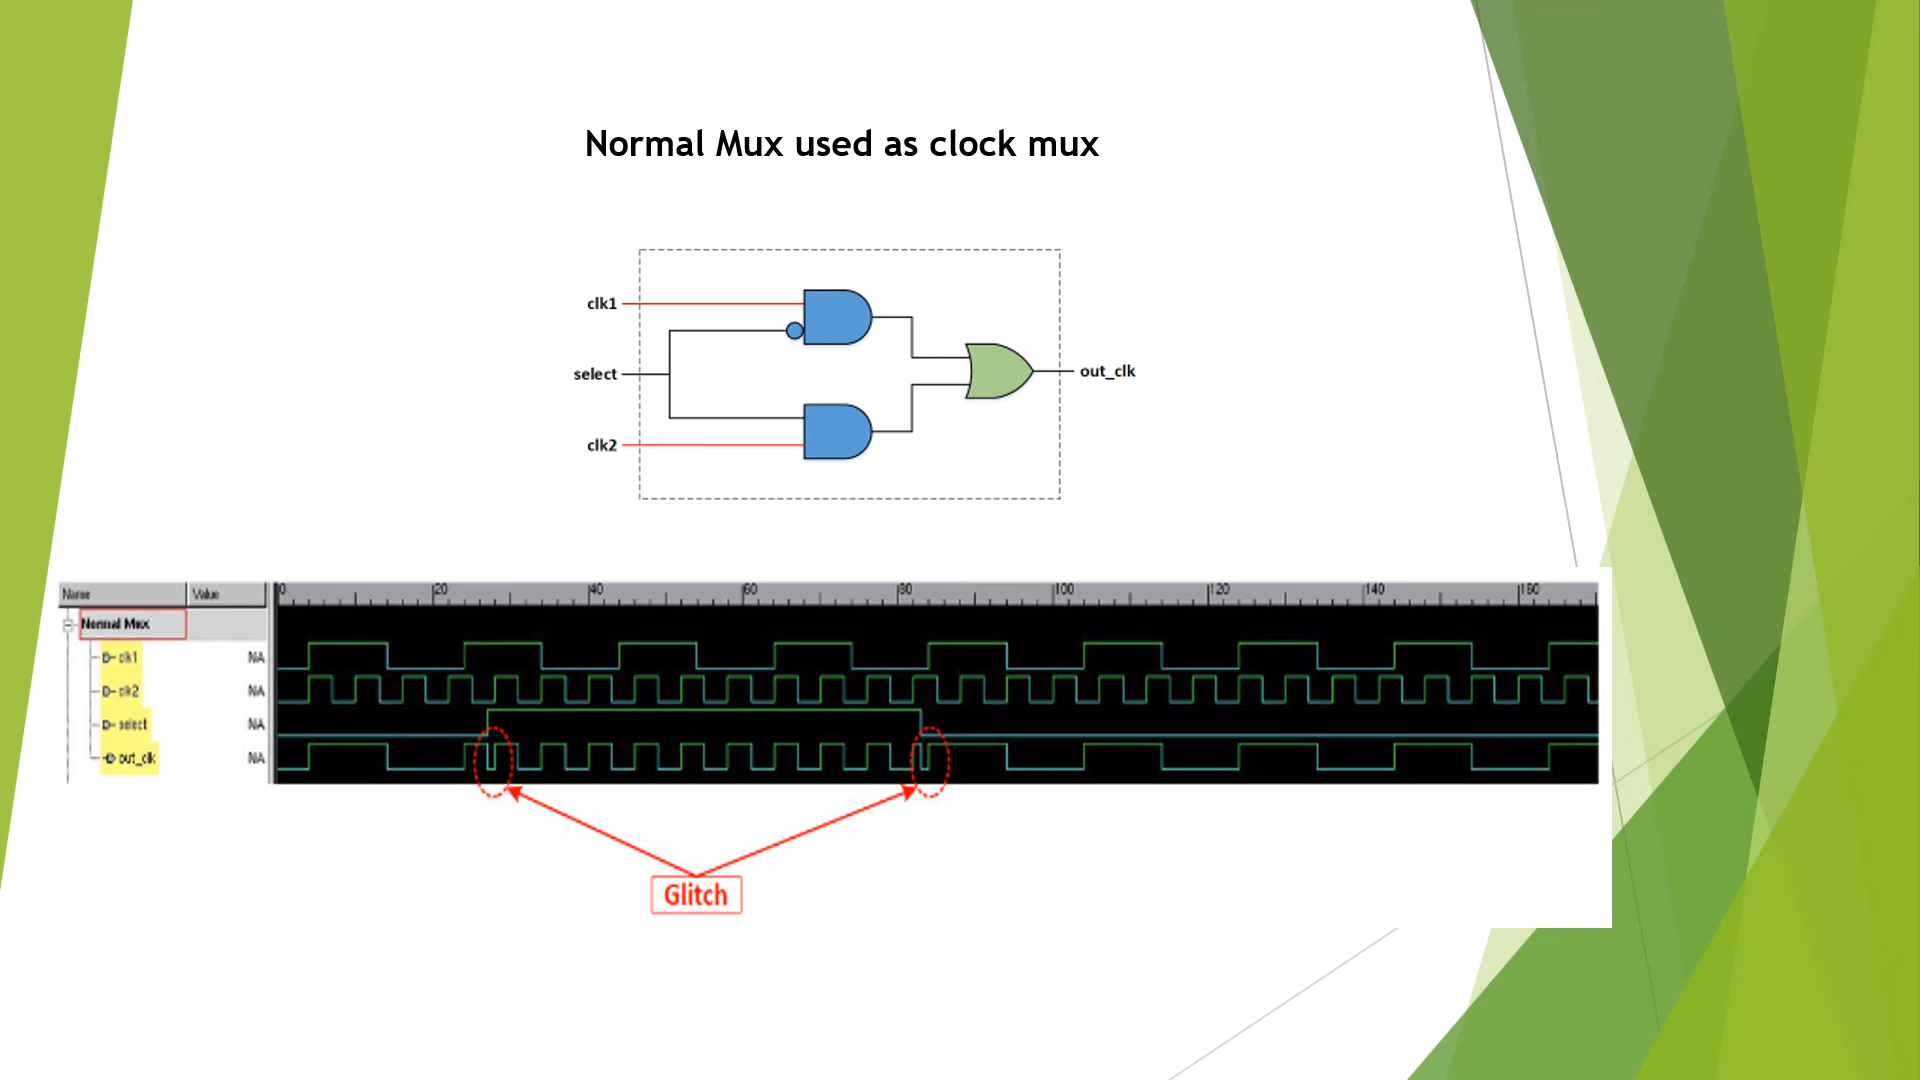 Normal Mux used as clock mux
clk1
select
out_clk
clk2
Name Value 0 20 40 60 80 100 120 140 160
Normal Mux
clk1 NA
clk2 NA
select NA
out_clk NA
Glitch